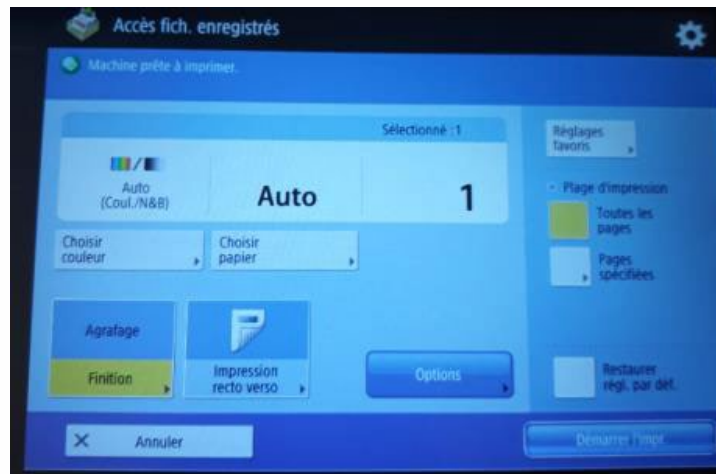 Accès fich. enregistrés
Machine prête à imprimer.
Sélectionné :1
Auto
(Coul./N&B)
Auto
1
Choisir
couleur
Choisir
papier
Agrafage
Finition
Impression
recto verso
Options
Réglages
favoris
Plage d'impression
Toutes les
pages
Pages
spécifiées
Restaurer
régl. par déf.
Annuler
Démarrer l'impr.